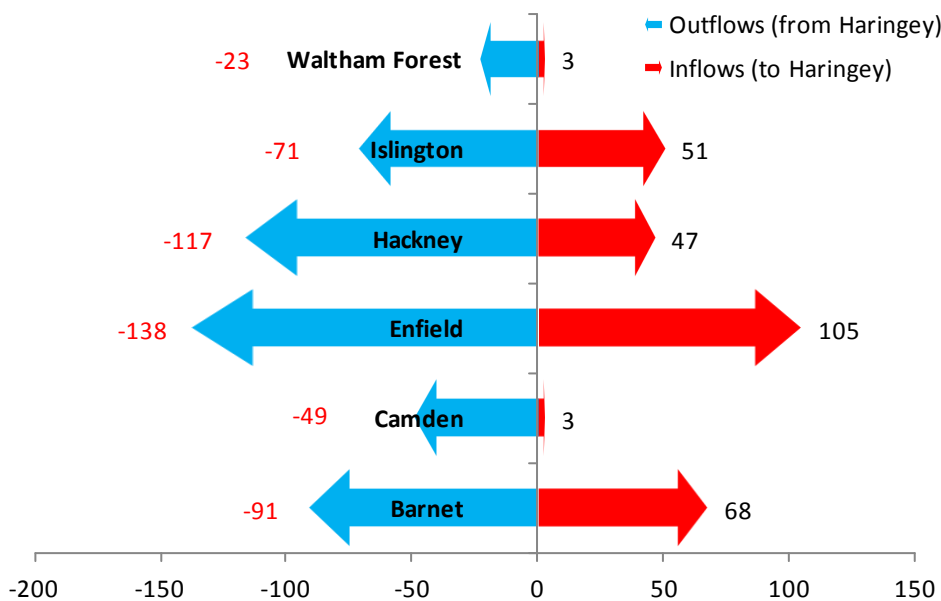 Outflows (from Haringey)
Inflows (to Haringey)
-23 Waltham Forest 3
-71 Islington 51
-117 Hackney 47
-138 Enfield 105
-49 Camden 3
-91 Barnet 68
-200 -150 -100 -50 0 50 100 150